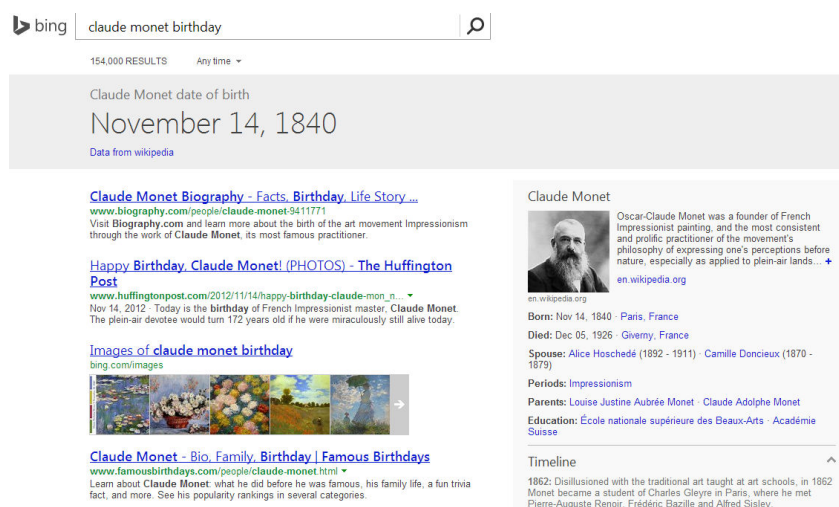 bing
claude monet birthday
154,000 RESULTS Any time
Claude Monet date of birth
November 14, 1840
Data from wikipedia
Claude Monet Biography - Facts, Birthday, Life Story ...
www.biography.com/people/claude-monet-9411771
Visit Biography.com and learn more about the birth of the art movement Impressionism
through the work of Claude Monet, its most famous practitioner.
Happy Birthday, Claude Monet! (PHOTOS) - The Huffington
Post
www.huffingtonpost.com/2012/11/14/happy-birthday-claude-mon_n...
Nov 14, 2012 · Today is the birthday of French Impressionist master, Claude Monet.
The plein-air devotee would turn 172 years old if he were miraculously still alive today.
Images of claude monet birthday
bing.com/images
Claude Monet - Bio, Family, Birthday | Famous Birthdays
www.famousbirthdays.com/people/claude-monet.html
Learn about Claude Monet: what he did before he was famous, his family life, a fun trivia
fact, and more. See his popularity rankings in several categories.
Claude Monet
Oscar-Claude Monet was a founder of French
Impressionist painting, and the most consistent
and prolific practitioner of the movement's
philosophy of expressing one's perceptions before
nature, especially as applied to plein-air lands... +
en.wikipedia.org
en.wikipedia.org
Born: Nov 14, 1840 · Paris, France
Died: Dec 05, 1926 · Giverny, France
Spouse: Alice Hoschedé (1892 - 1911) · Camille Doncieux (1870 -
1879)
Periods: Impressionism
Parents: Louise Justine Aubrée Monet · Claude Adolphe Monet
Education: École nationale supérieure des Beaux-Arts · Académie
Suisse
Timeline
1862: Disillusioned with the traditional art taught at art schools, in 1862
Monet became a student of Charles Gleyre in Paris, where he met
Pierre-Auguste Renoir, Frédéric Bazille and Alfred Sisley.